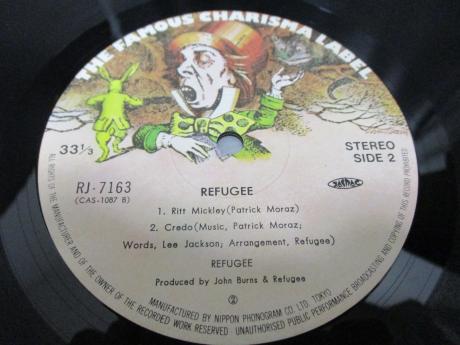 THE FAMOUS CHARISMA LABEL
33 1/3
STEREO
SIDE 2
RJ-7163
(CAS-1087 B)
REFUGEE
1. Ritt Mickley (Patrick Moraz)
2. Credo (Music, Patrick Moraz;
Words, Lee Jackson; Arrangement, Refugee)
REFUGEE
Produced by John Burns & Refugee
Ⓟ
MANUFACTURED BY NIPPON PHONOGRAM CO. LTD. TOKYO
ALL RIGHTS OF THE MANUFACTURER AND OF THE OWNER OF THE RECORDED WORK RESERVED · UNAUTHORISED PUBLIC PERFORMANCE BROADCASTING AND COPYING OF THIS RECORD PROHIBITED